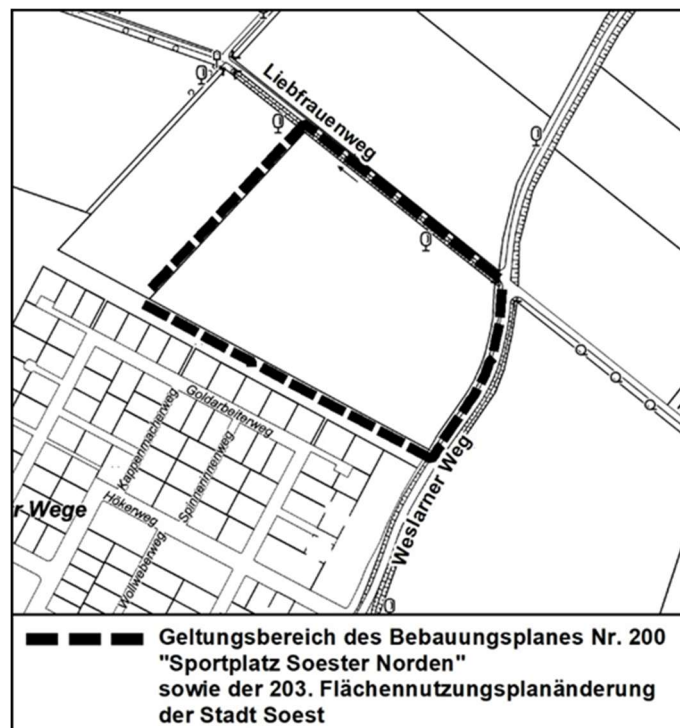 Liebfrauenweg
Goldarbeiterweg
Kappenmacherweg
Spinnerinnenweg
Weslarner Weg
r Wege
Hökerweg
Wollweberweg
Geltungsbereich des Bebauungsplanes Nr. 200
"Sportplatz Soester Norden"
sowie der 203. Flächennutzungsplanänderung
der Stadt Soest